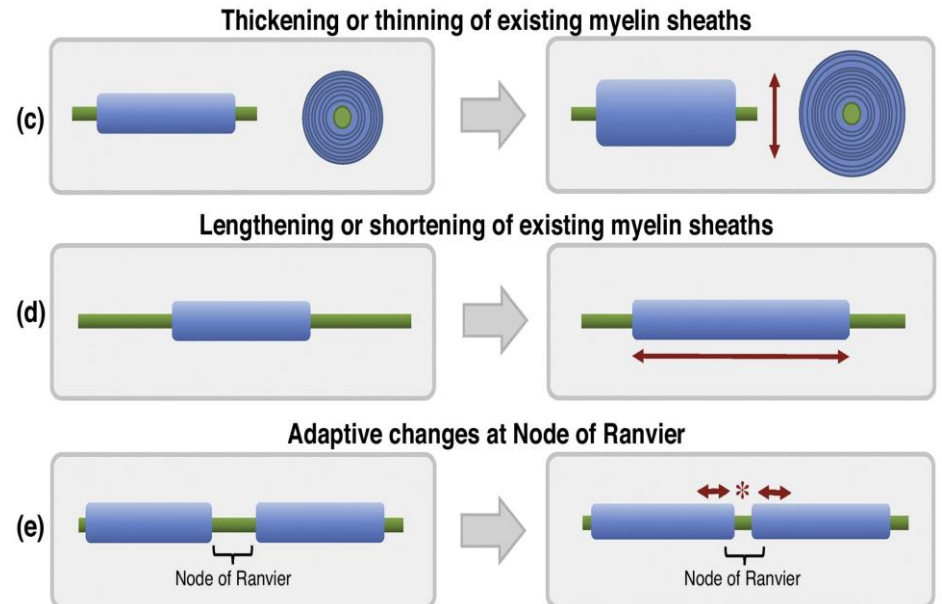 Thickening or thinning of existing myelin sheaths
(c)
Lengthening or shortening of existing myelin sheaths
(d)
Adaptive changes at Node of Ranvier
(e)
*
Node of Ranvier
Node of Ranvier